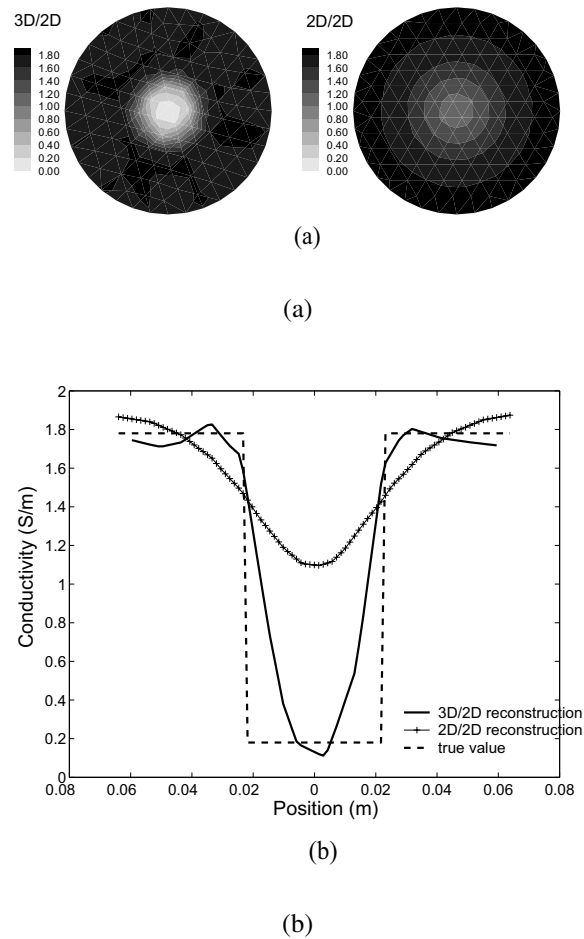 3D/2D
1.80
1.60
1.40
1.20
1.00
0.80
0.60
0.40
0.20
0.00
2D/2D
1.80
1.60
1.40
1.20
1.00
0.80
0.60
0.40
0.20
0.00
(a)
(a)
Conductivity (S/m)
2
1.8
1.6
1.4
1.2
1
0.8
0.6
0.4
0.2
0
3D/2D reconstruction
2D/2D reconstruction
true value
0.08 0.06 0.04 0.02 0 0.02 0.04 0.06 0.08
Position (m)
(b)
(b)